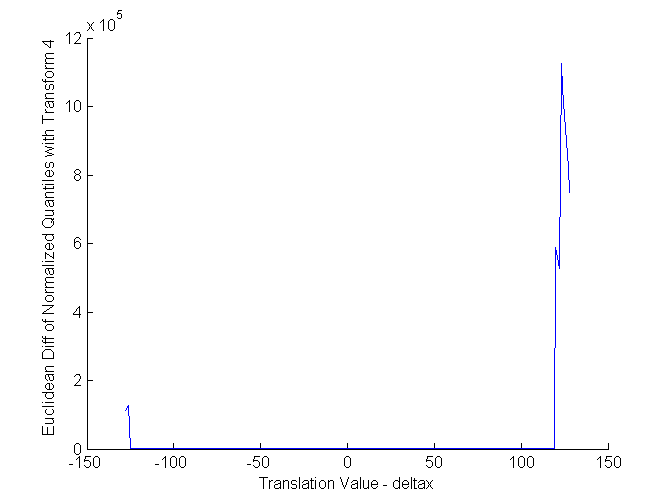 x 10^5
12
10
8
6
4
2
0
-150 -100 -50 0 50 100 150
Translation Value - deltax
Euclidean Diff of Normalized Quantiles with Transform 4